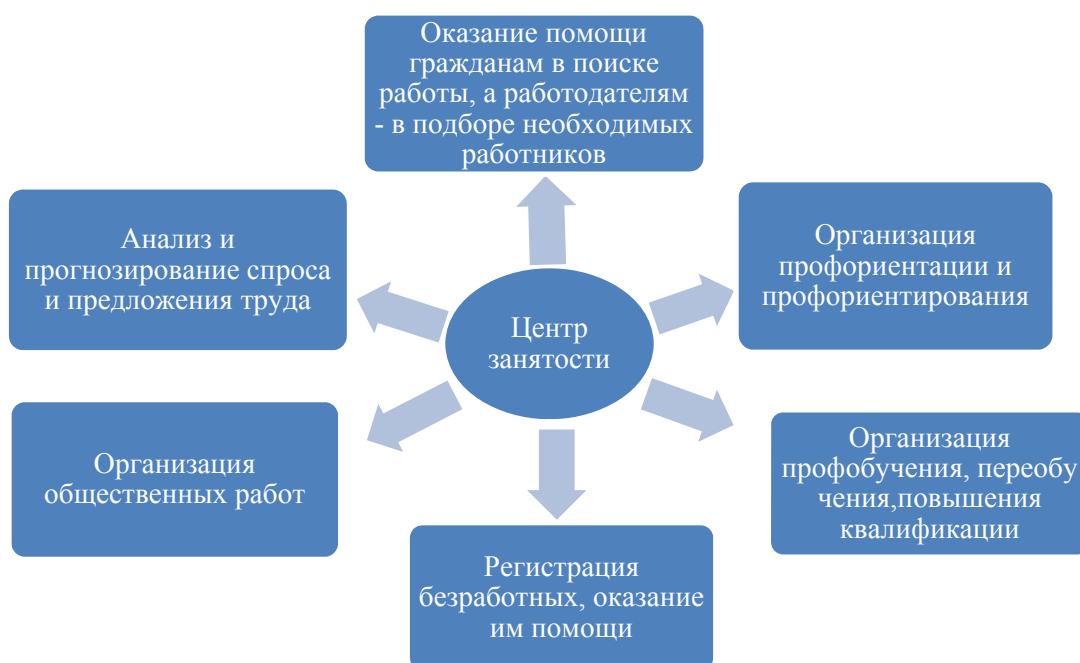 Оказание помощи
гражданам в поиске
работы, а работодателям
- в подборе необходимых
работников
Анализ и
прогнозирование спроса
и предложения труда
Организация
профориентации и
профориентирования
Центр
занятости
Организация
общественных работ
Организация
профобучения, переобу
чения,повышения
квалификации
Регистрация
безработных, оказание
им помощи